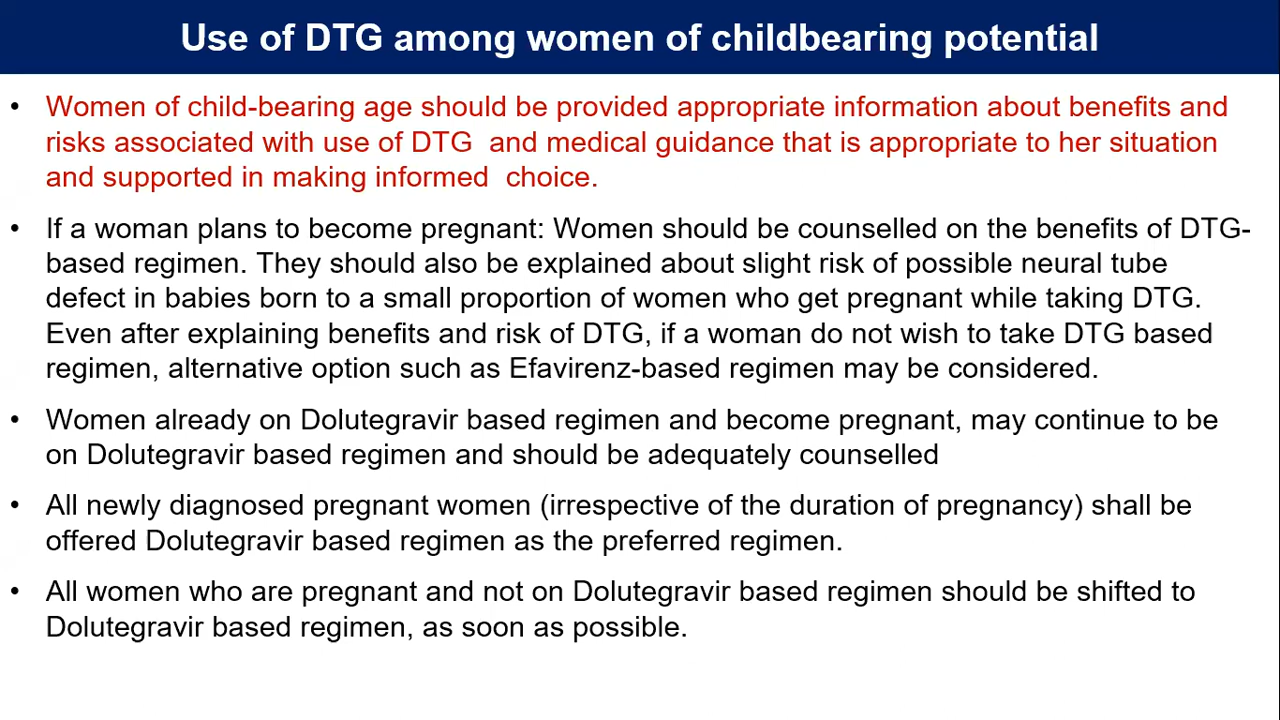 Use of DTG among women of childbearing potential
• Women of child-bearing age should be provided appropriate information about benefits and
risks associated with use of DTG  and medical guidance that is appropriate to her situation
and supported in making informed  choice.
• If a woman plans to become pregnant: Women should be counselled on the benefits of DTG-
based regimen. They should also be explained about slight risk of possible neural tube
defect in babies born to a small proportion of women who get pregnant while taking DTG.
Even after explaining benefits and risk of DTG, if a woman do not wish to take DTG based
regimen, alternative option such as Efavirenz-based regimen may be considered.
• Women already on Dolutegravir based regimen and become pregnant, may continue to be
on Dolutegravir based regimen and should be adequately counselled
• All newly diagnosed pregnant women (irrespective of the duration of pregnancy) shall be
offered Dolutegravir based regimen as the preferred regimen.
• All women who are pregnant and not on Dolutegravir based regimen should be shifted to
Dolutegravir based regimen, as soon as possible.